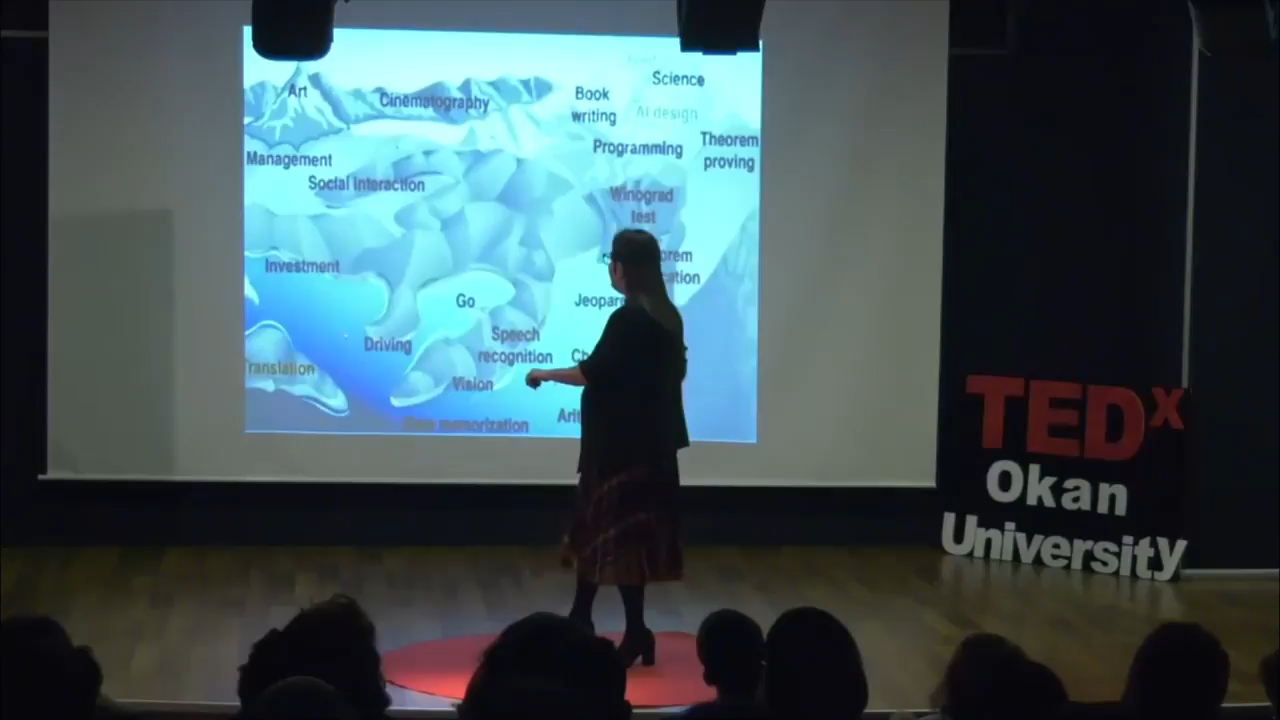 Science
Art
Book
writing
Cinematography
AI design
Theorem
proving
Programming
Management
Social Interaction
Winograd
test
Investment
Go
Speech
recognition
Driving
Vision
memorization
TEDx
Okan
University